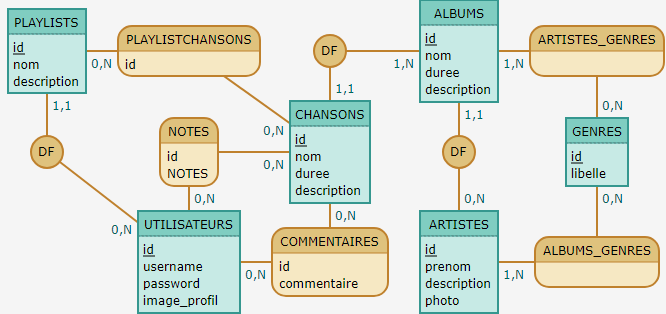 PLAYLISTS
id
nom
description
0,N
PLAYLISTCHANSONS
id
DF
1,N
ALBUMS
id
nom
duree
description
1,N
ARTISTES_GENRES
1,1
DF
1,1
0,N
CHANSONS
id
nom
duree
description
1,1
DF
0,N
GENRES
id
libelle
NOTES
id
NOTES
0,N
0,N
0,N
UTILISATEURS
id
username
password
image_profil
0,N
0,N
COMMENTAIRES
id
commentaire
0,N
ARTISTES
id
prenom
description
photo
1,N
0,N
ALBUMS_GENRES